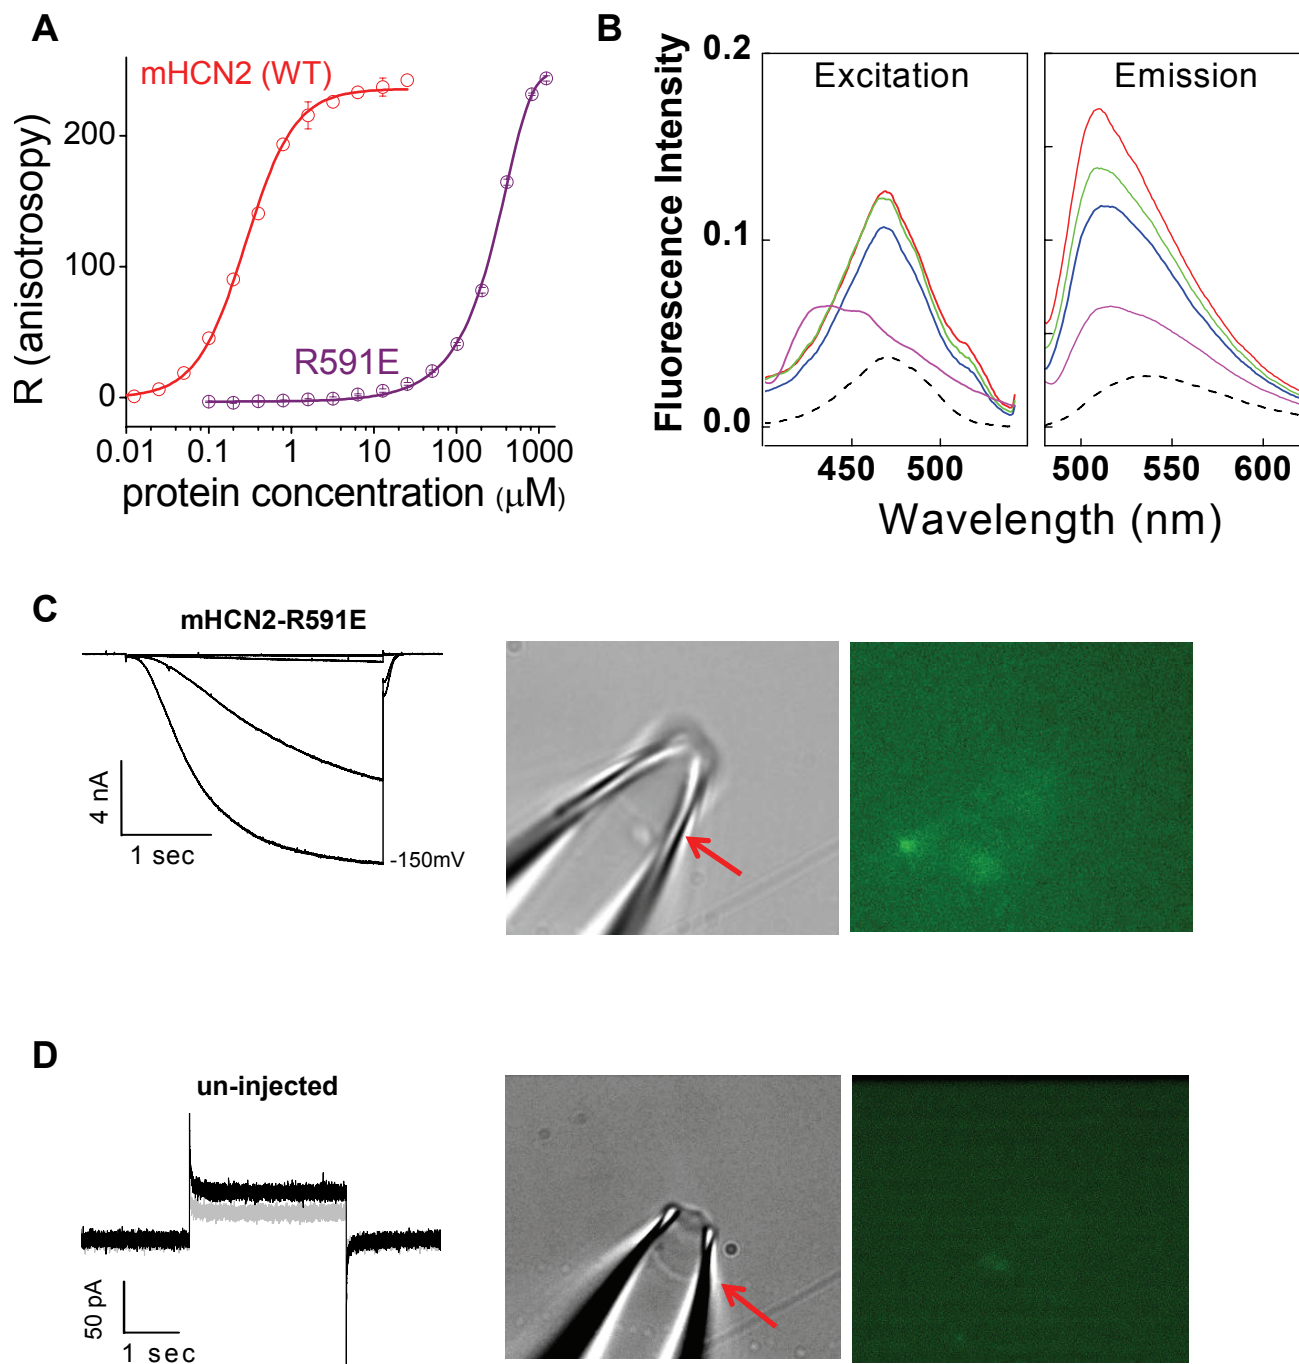 A
mHCN2 (WT)
R591E
R (anisotrosopy)
200
100
0
0.01 0.1 1 10 100 1000
protein concentration (μM)
B
Excitation
Emission
Fluorescence Intensity
0.2
0.1
0.0
450 500 500 550 600
Wavelength (nm)
C
mHCN2-R591E
4 nA
1 sec
-150mV
D
un-injected
50 pA
1 sec